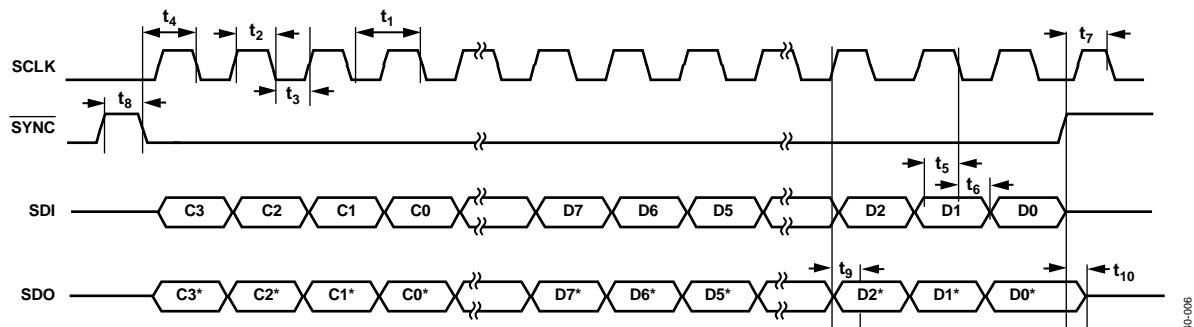 t4 t2 t1 t7
SCLK
t8 t3
SYNC
t5 t6
SDI C3 C2 C1 C0 D7 D6 D5 D2 D1 D0
t9 t10
SDO C3* C2* C1* C0* D7* D6* D5* D2* D1* D0*